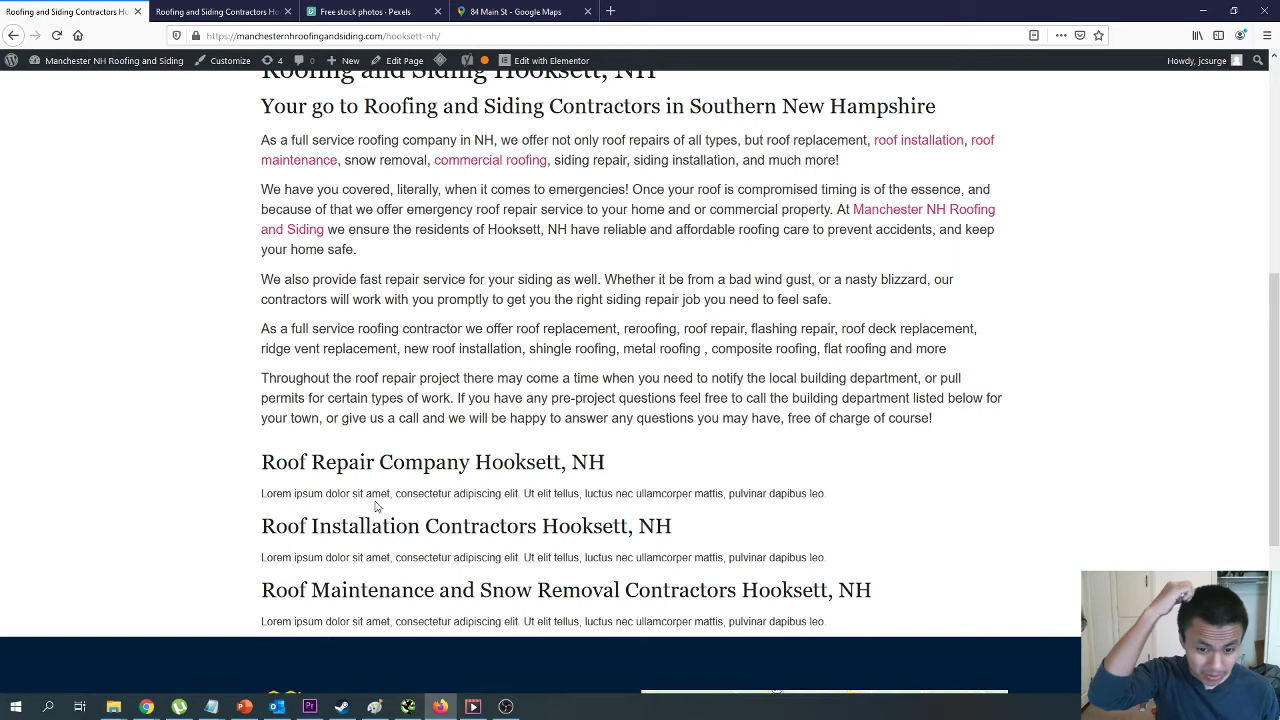 Roofing and Siding Contractors Ho
Roofing and Siding Contractors Ho
Free stock photos - Pexels
84 Main St - Google Maps
https://manchesternhroofingandsiding.com/hooksett-nh/
Manchester NH Roofing and Siding
Customize
4
0
New
Edit Page
Edit with Elementor
Howdy, jcsurge
Roofing and Siding Hooksett, NH
Your go to Roofing and Siding Contractors in Southern New Hampshire
As a full service roofing company in NH, we offer not only roof repairs of all types, but roof replacement, roof installation, roof
maintenance, snow removal, commercial roofing, siding repair, siding installation, and much more!
We have you covered, literally, when it comes to emergencies! Once your roof is compromised timing is of the essence, and
because of that we offer emergency roof repair service to your home and or commercial property. At Manchester NH Roofing
and Siding we ensure the residents of Hooksett, NH have reliable and affordable roofing care to prevent accidents, and keep
your home safe.
We also provide fast repair service for your siding as well. Whether it be from a bad wind gust, or a nasty blizzard, our
contractors will work with you promptly to get you the right siding repair job you need to feel safe.
As a full service roofing contractor we offer roof replacement, reroofing, roof repair, flashing repair, roof deck replacement,
ridge vent replacement, new roof installation, shingle roofing, metal roofing , composite roofing, flat roofing and more
Throughout the roof repair project there may come a time when you need to notify the local building department, or pull
permits for certain types of work. If you have any pre-project questions feel free to call the building department listed below for
your town, or give us a call and we will be happy to answer any questions you may have, free of charge of course!
Roof Repair Company Hooksett, NH
Lorem ipsum dolor sit amet, consectetur adipiscing elit. Ut elit tellus, luctus nec ullamcorper mattis, pulvinar dapibus leo.
Roof Installation Contractors Hooksett, NH
Lorem ipsum dolor sit amet, consectetur adipiscing elit. Ut elit tellus, luctus nec ullamcorper mattis, pulvinar dapibus leo.
Roof Maintenance and Snow Removal Contractors Hooksett, NH
Lorem ipsum dolor sit amet, consectetur adipiscing elit. Ut elit tellus, luctus nec ullamcorper mattis, pulvinar dapibus leo.